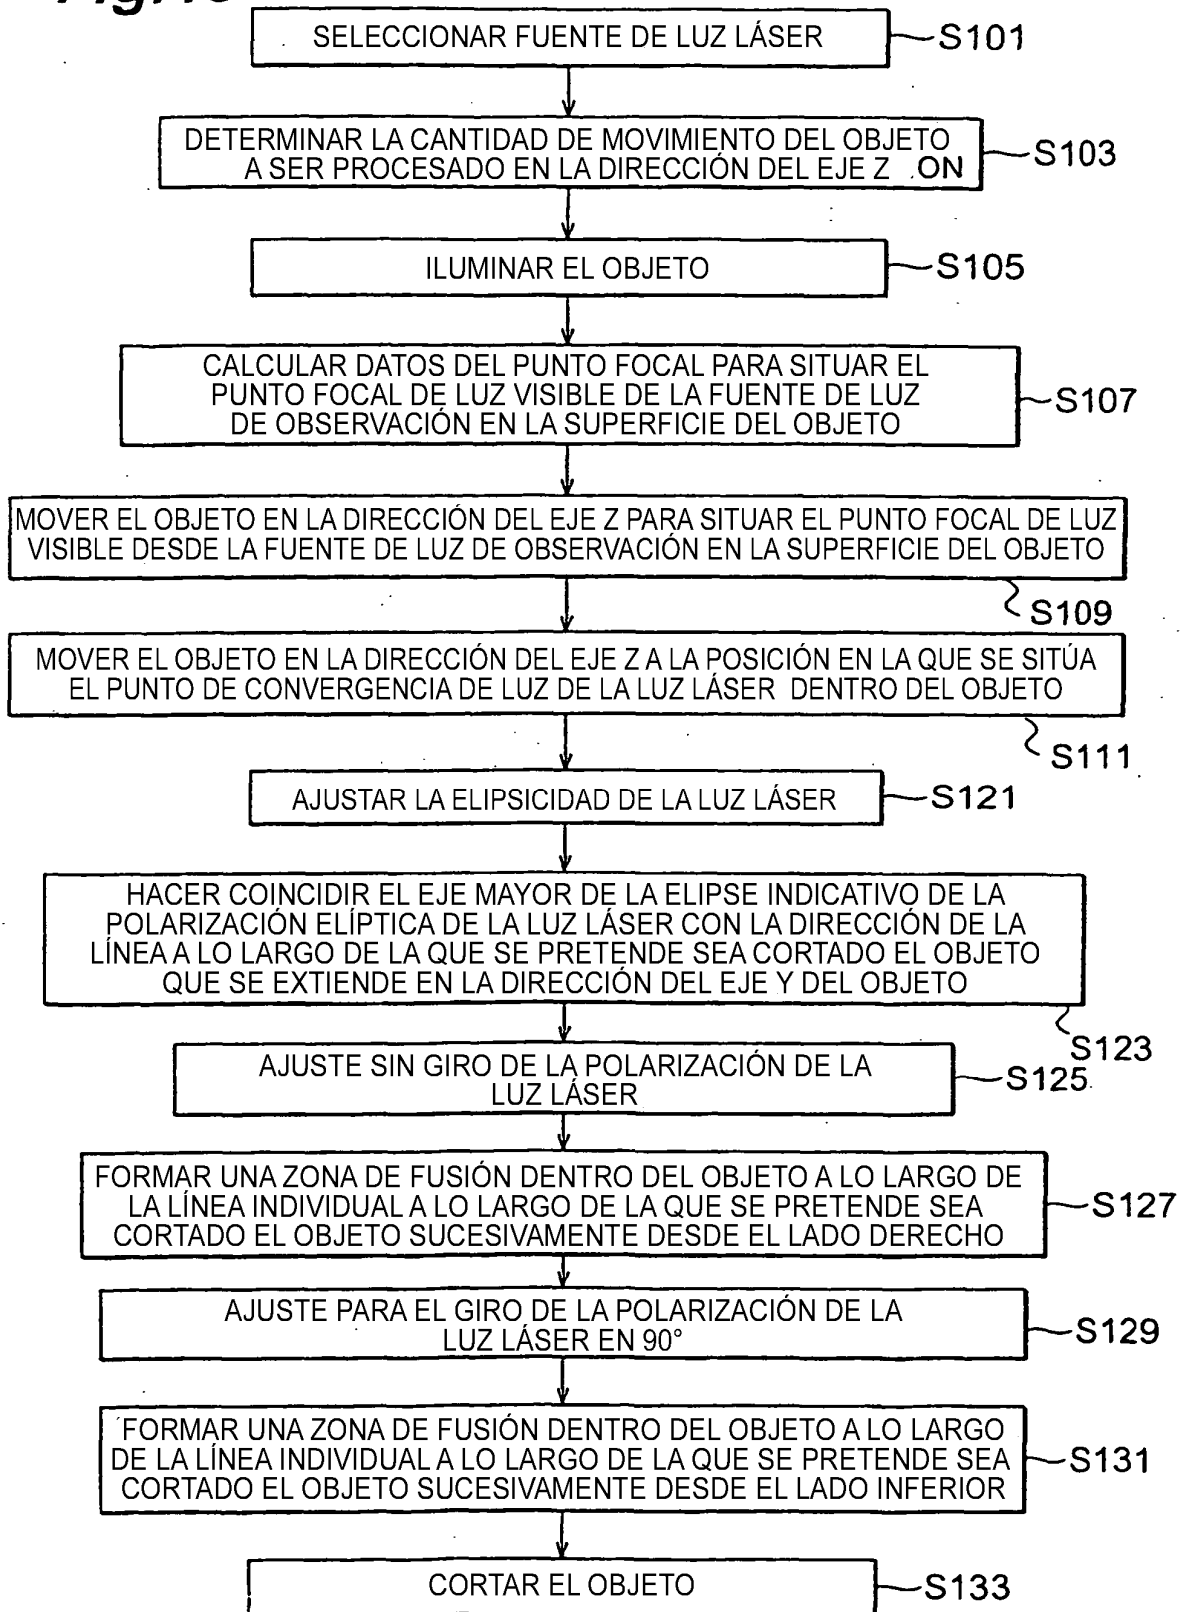 SELECCIONAR FUENTE DE LUZ LÁSER
S101
DETERMINAR LA CANTIDAD DE MOVIMIENTO DEL OBJETO
A SER PROCESADO EN LA DIRECCIÓN DEL EJE Z ON
S103
ILUMINAR EL OBJETO
S105
CALCULAR DATOS DEL PUNTO FOCAL PARA SITUAR EL
PUNTO FOCAL DE LUZ VISIBLE DE LA FUENTE DE LUZ
DE OBSERVACIÓN EN LA SUPERFICIE DEL OBJETO
S107
MOVER EL OBJETO EN LA DIRECCIÓN DEL EJE Z PARA SITUAR EL PUNTO FOCAL DE LUZ
VISIBLE DESDE LA FUENTE DE LUZ DE OBSERVACIÓN EN LA SUPERFICIE DEL OBJETO
S109
MOVER EL OBJETO EN LA DIRECCIÓN DEL EJE Z A LA POSICIÓN EN LA QUE SE SITÚA
EL PUNTO DE CONVERGENCIA DE LUZ DE LA LUZ LÁSER DENTRO DEL OBJETO
S111
AJUSTAR LA ELIPSICIDAD DE LA LUZ LÁSER
S121
HACER COINCIDIR EL EJE MAYOR DE LA ELIPSE INDICATIVO DE LA
POLARIZACIÓN ELÍPTICA DE LA LUZ LÁSER CON LA DIRECCIÓN DE LA
LÍNEA A LO LARGO DE LA QUE SE PRETENDE SEA CORTADO EL OBJETO
QUE SE EXTIENDE EN LA DIRECCIÓN DEL EJE Y DEL OBJETO
S123
AJUSTE SIN GIRO DE LA POLARIZACIÓN DE LA
LUZ LÁSER
S125
FORMAR UNA ZONA DE FUSIÓN DENTRO DEL OBJETO A LO LARGO DE
LA LÍNEA INDIVIDUAL A LO LARGO DE LA QUE SE PRETENDE SEA
CORTADO EL OBJETO SUCESIVAMENTE DESDE EL LADO DERECHO
S127
AJUSTE PARA EL GIRO DE LA POLARIZACIÓN DE LA
LUZ LÁSER EN 90°
S129
FORMAR UNA ZONA DE FUSIÓN DENTRO DEL OBJETO A LO LARGO
DE LA LÍNEA INDIVIDUAL A LO LARGO DE LA QUE SE PRETENDE SEA
CORTADO EL OBJETO SUCESIVAMENTE DESDE EL LADO INFERIOR
S131
CORTAR EL OBJETO
S133